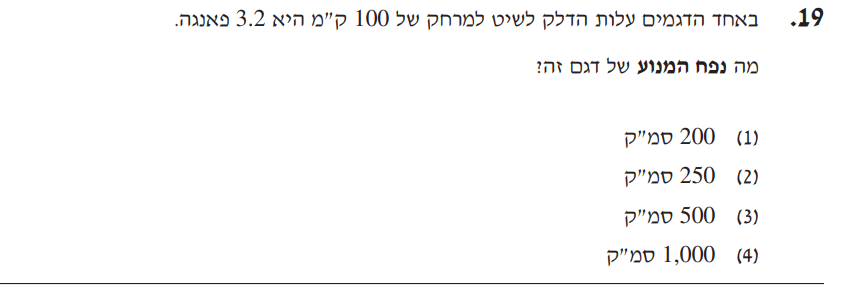 19. באחד הדגמים עלות הדלק לשיט למרחק של 100 ק"מ היא 3.2 פאנגה.
מה נפח המנוע של דגם זה?
(1) 200 סמ"ק
(2) 250 סמ"ק
(3) 500 סמ"ק
(4) 1,000 סמ"ק